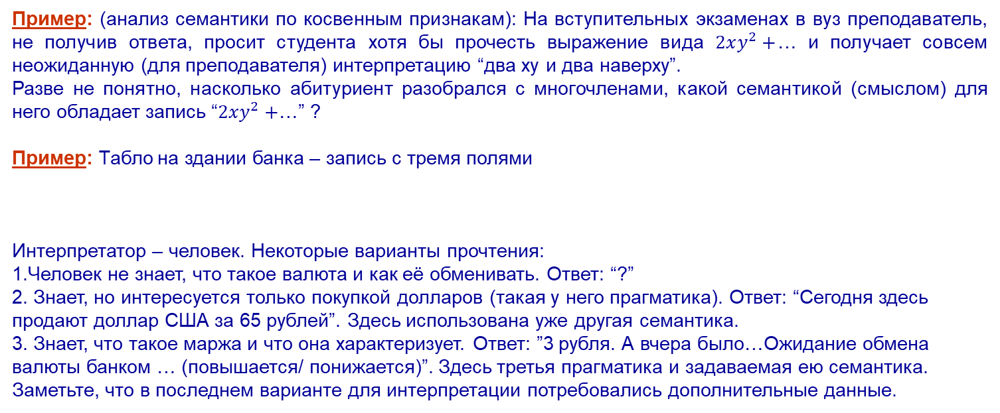 Пример: (анализ семантики по косвенным признакам): На вступительных экзаменах в вуз преподаватель,
не получив ответа, просит студента хотя бы прочесть выражение вида 2𝑥𝑦² +… и получает совсем
неожиданную (для преподавателя) интерпретацию “два ху и два наверху”.
Разве не понятно, насколько абитуриент разобрался с многочленами, какой семантикой (смыслом) для
него обладает запись “2𝑥𝑦² +…” ?
Пример: Табло на здании банка – запись с тремя полями
Интерпретатор – человек. Некоторые варианты прочтения:
1.Человек не знает, что такое валюта и как её обменивать. Ответ: “?”
2. Знает, но интересуется только покупкой долларов (такая у него прагматика). Ответ: “Сегодня здесь
продают доллар США за 65 рублей”. Здесь использована уже другая семантика.
3. Знает, что такое маржа и что она характеризует. Ответ: ”3 рубля. А вчера было…Ожидание обмена
валюты банком … (повышается/ понижается)”. Здесь третья прагматика и задаваемая ею семантика.
Заметьте, что в последнем варианте для интерпретации потребовались дополнительные данные.